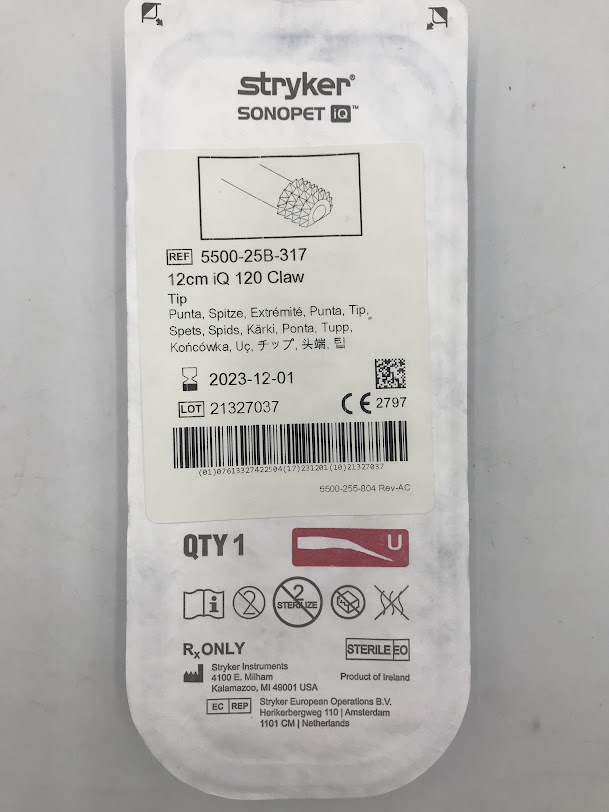 stryker®
SONOPET iQ™
REF 5500-25B-317
12cm iQ 120 Claw
Tip
Punta, Spitze, Extrémité, Punta, Tip,
Spets, Spids, Kärki, Ponta, Tupp,
Końcówka, Uç, チップ, 头端, 팁
2023-12-01
LOT 21327037
CE 2797
(01)07613327422504(17)231201(10)21327037
5500-255-804 Rev-AC
QTY 1
U
i
2
2
STERILIZE
RxONLY
STERILE EO
Stryker Instruments
4100 E. Milham
Kalamazoo, MI 49001 USA
Product of Ireland
EC REP
Stryker European Operations B.V.
Herikerbergweg 110 | Amsterdam
1101 CM | Netherlands